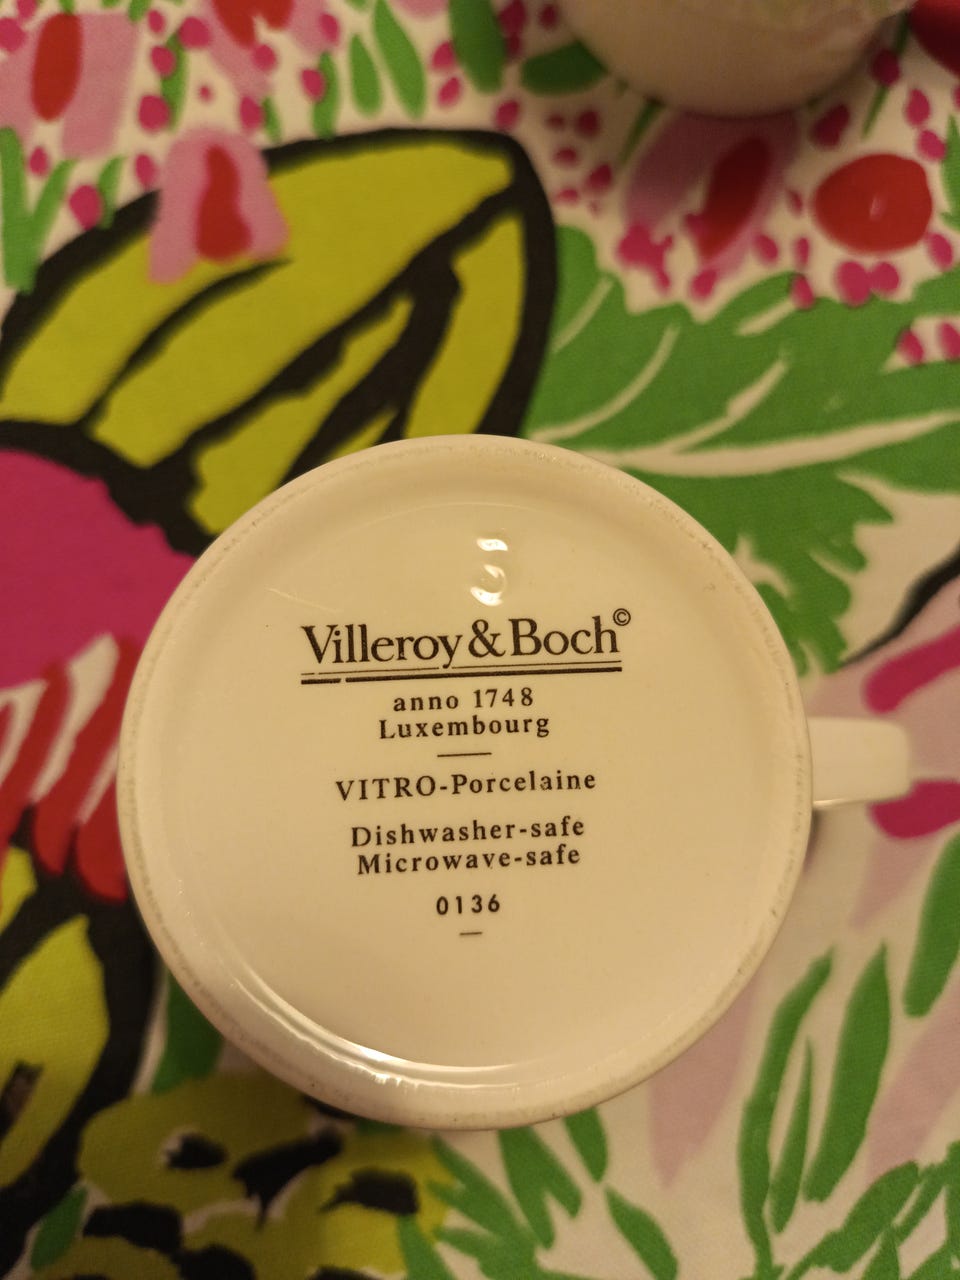 Villeroy & Boch©
anno 1748
Luxembourg
VITRO-Porcelaine
Dishwasher-safe
Microwave-safe
0136